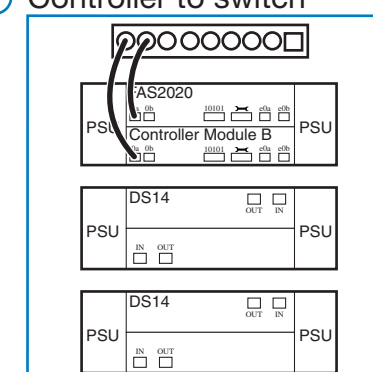 Controller to switch
FAS2020
0a 0b 10101 e0a e0b
PSU PSU
Controller Module B
0a 0b 10101 e0a e0b
DS14
OUT IN
PSU PSU
IN OUT
DS14
OUT IN
PSU PSU
IN OUT